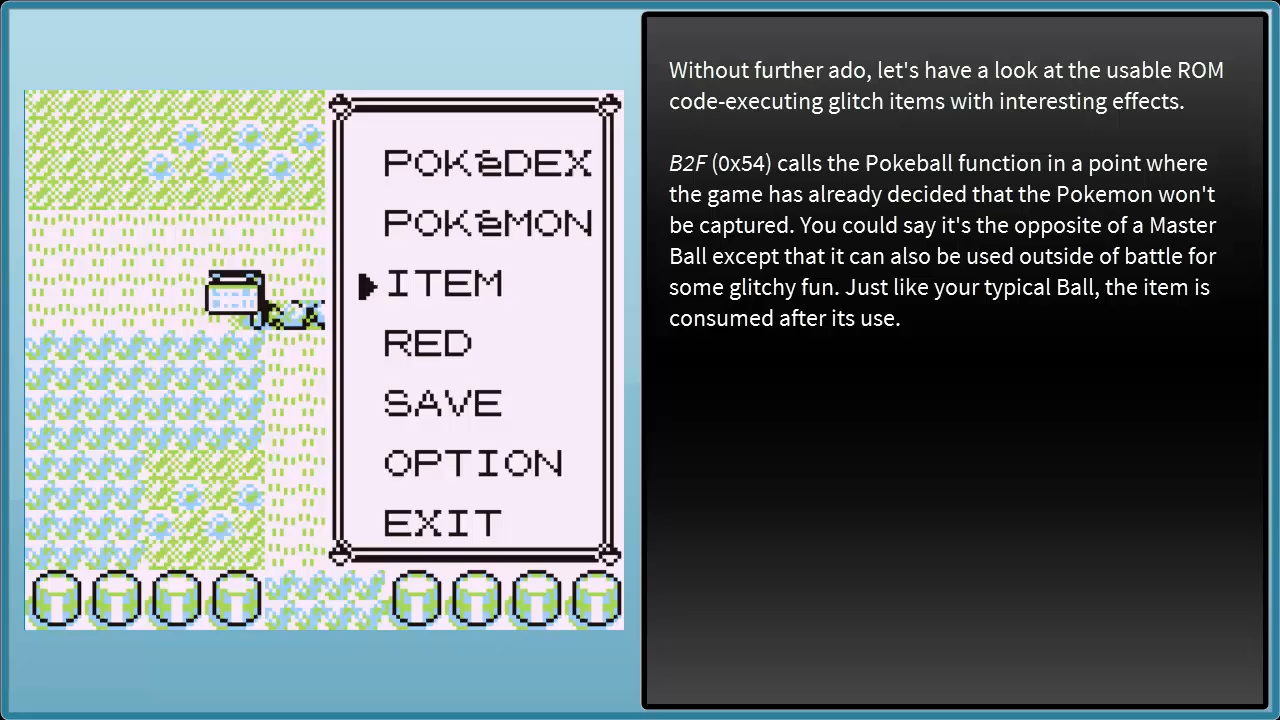 POKéDEX
POKéMON
ITEM
RED
SAVE
OPTION
EXIT
Without further ado, let's have a look at the usable ROM
code-executing glitch items with interesting effects.
B2F (0x54) calls the Pokeball function in a point where
the game has already decided that the Pokemon won't
be captured. You could say it's the opposite of a Master
Ball except that it can also be used outside of battle for
some glitchy fun. Just like your typical Ball, the item is
consumed after its use.